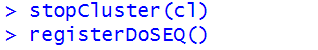 > stopCluster(cl)
> registerDoSEQ()